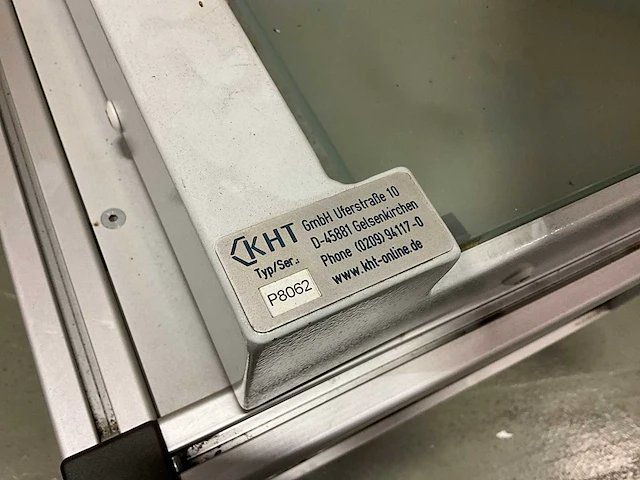 KHT GmbH Uferstraße 10
D-45881 Gelsenkirchen
Typ/Ser.: Phone (0209) 94117-0
P8062 www.kht-online.de